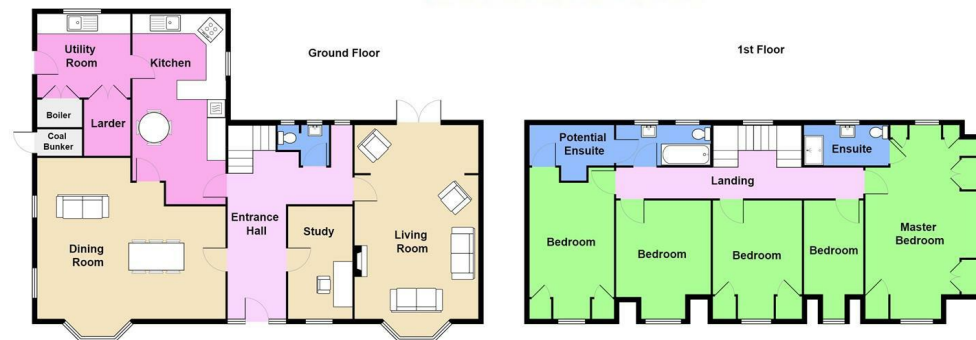 Ground Floor
1st Floor
Utility
Room
Kitchen
Boiler
Coal
Bunker
Larder
Dining
Room
Entrance
Hall
Study
Living
Room
Potential
Ensuite
Ensuite
Landing
Bedroom
Bedroom
Bedroom
Bedroom
Master
Bedroom